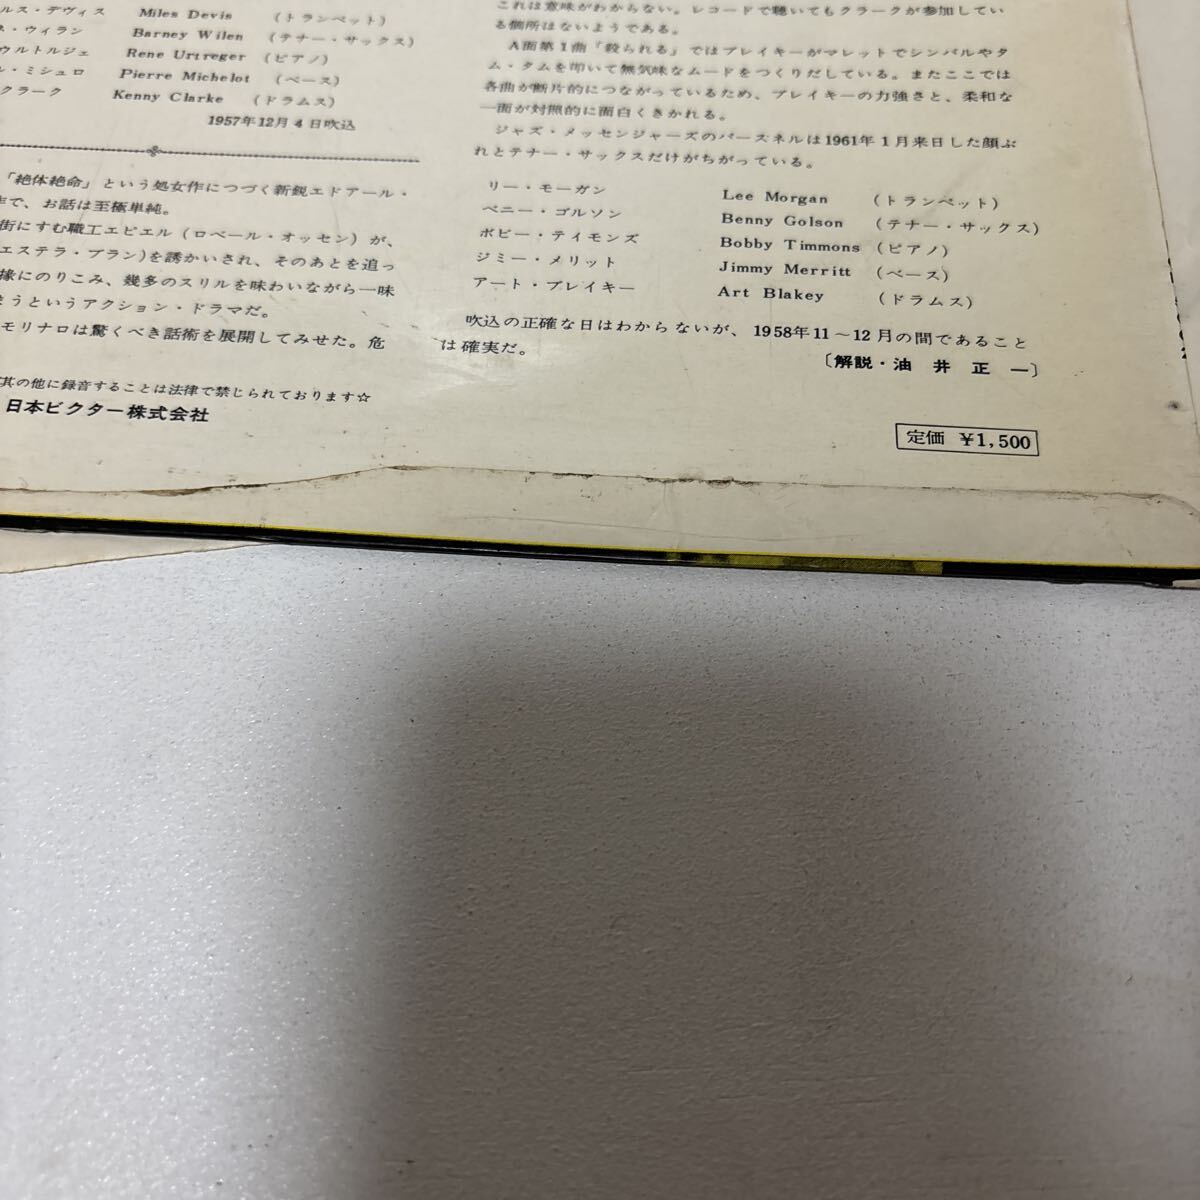 ルス・デヴィス Miles Devis （トランペット）
ネ・ウィラン Barney Wilen （テナー・サックス）
ウルトルジェ Rene Urtreger （ピアノ）
ル・ミシュロ Pierre Michelot （ベース）
クラーク Kenny Clarke （ドラムス）
1957年12月4日吹込
「絶体絶命」という処女作につづく新鋭エドアール・
作で、お話は至極単純。
街にすむ職工エピエル（ロベール・オッセン）が、
エステラ・ブラン)を誘かいされ、そのあとを追っ
縁にのりこみ、幾多のスリルを味わいながら一味
うというアクション・ドラマだ。
モリナロは驚くべき話術を展開してみせた。危
其の他に録音することは法律で禁じられております☆
日本ビクター株式会社
これは意味がわからない。レコードで聴いてもクラークが参加してい
る個所はないようである。
A面第1曲「殺られる」ではブレイキーがマレットでシンバルやタ
ム・タムを叩いて無気味なムードをつくりだしている。またここでは
各曲が断片的につながっているため、ブレイキーの力強さと、柔和な
一面が対照的に面白くきかれる。
ジャズ・メッセンジャーズのパースネルは1961年1月来日した顔ぶ
れとテナー・サックスだけがちがっている。
リー・モーガン Lee Morgan （トランペット）
ベニー・ゴルソン Benny Golson （テナー・サックス）
ボビー・テイモンズ Bobby Timmons （ピアノ）
ジミー・メリット Jimmy Merritt （ベース）
アート・ブレイキー Art Blakey （ドラムス）
吹込の正確な日はわからないが、1958年11～12月の間であること
は確実だ。 〔解説・油井正一〕
定価 ￥1,500